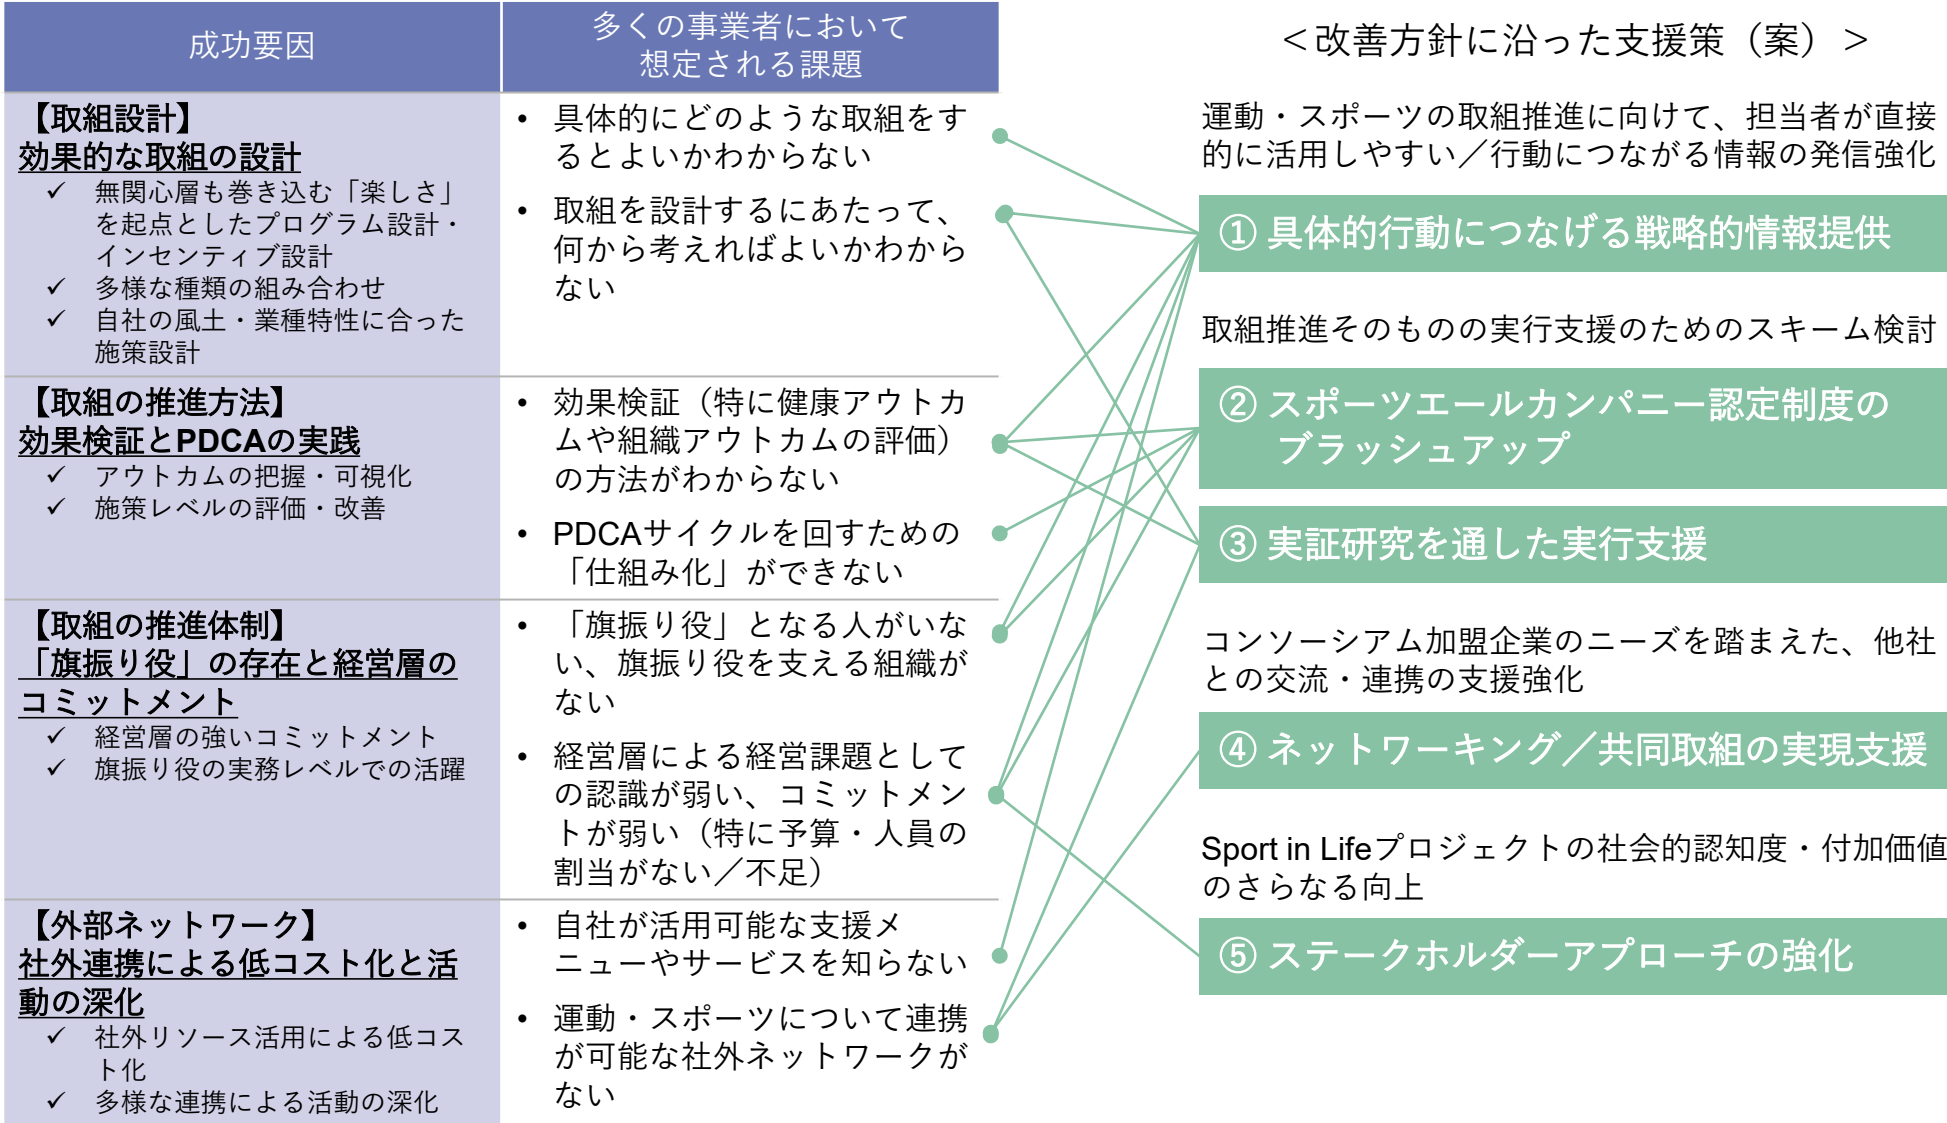 成功要因
多くの事業者において
想定される課題
＜改善方針に沿った支援策（案）＞
【取組設計】
効果的な取組の設計
✓ 無関心層も巻き込む「楽しさ」
を起点としたプログラム設計・
インセンティブ設計
✓ 多様な種類の組み合わせ
✓ 自社の風土・業種特性に合った
施策設計
• 具体的にどのような取組をす
るとよいかわからない
• 取組を設計するにあたって、
何から考えればよいかわから
ない
【取組の推進方法】
効果検証とPDCAの実践
✓ アウトカムの把握・可視化
✓ 施策レベルの評価・改善
• 効果検証（特に健康アウトカ
ムや組織アウトカムの評価）
の方法がわからない
• PDCAサイクルを回すための
「仕組み化」ができない
【取組の推進体制】
「旗振り役」の存在と経営層の
コミットメント
✓ 経営層の強いコミットメント
✓ 旗振り役の実務レベルでの活躍
• 「旗振り役」となる人がいな
い、旗振り役を支える組織が
ない
• 経営層による経営課題として
の認識が弱い、コミットメン
トが弱い（特に予算・人員の
割当がない／不足）
【外部ネットワーク】
社外連携による低コスト化と活
動の深化
✓ 社外リソース活用による低コス
ト化
✓ 多様な連携による活動の深化
• 自社が活用可能な支援メ
ニューやサービスを知らない
• 運動・スポーツについて連携
が可能な社外ネットワークが
ない
運動・スポーツの取組推進に向けて、担当者が直接
的に活用しやすい／行動につながる情報の発信強化
① 具体的行動につなげる戦略的情報提供
取組推進そのものの実行支援のためのスキーム検討
② スポーツエールカンパニー認定制度の
ブラッシュアップ
③ 実証研究を通した実行支援
コンソーシアム加盟企業のニーズを踏まえた、他社
との交流・連携の支援強化
④ ネットワーキング／共同取組の実現支援
Sport in Lifeプロジェクトの社会的認知度・付加価値
のさらなる向上
⑤ ステークホルダーアプローチの強化